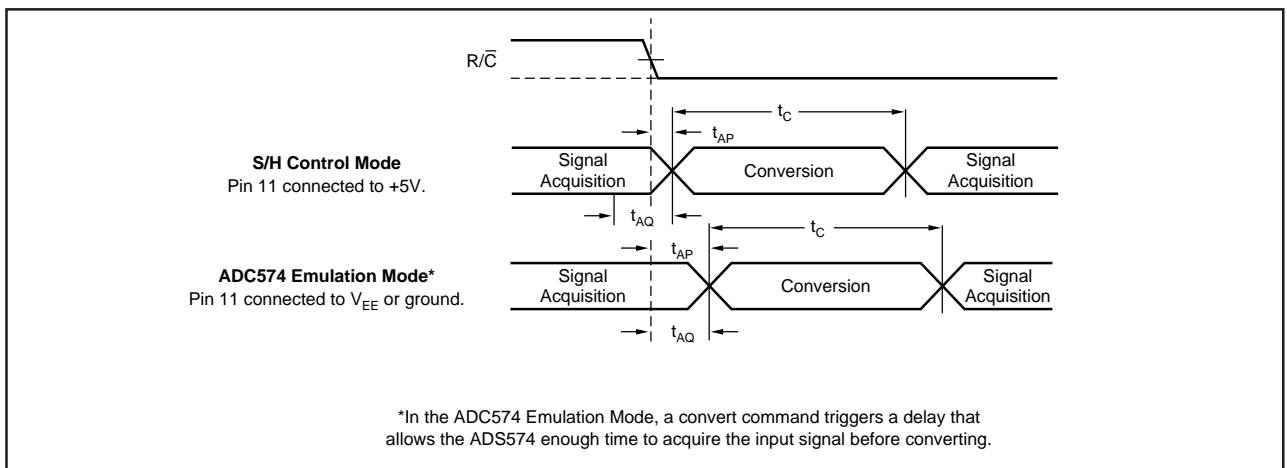 R/C̅
t_C
t_AP
S/H Control Mode
Pin 11 connected to +5V.
Signal
Acquisition
Conversion
Signal
Acquisition
t_AQ
t_C
t_AP
ADC574 Emulation Mode*
Pin 11 connected to V_EE or ground.
Signal
Acquisition
Conversion
Signal
Acquisition
t_AQ
*In the ADC574 Emulation Mode, a convert command triggers a delay that
allows the ADS574 enough time to acquire the input signal before converting.